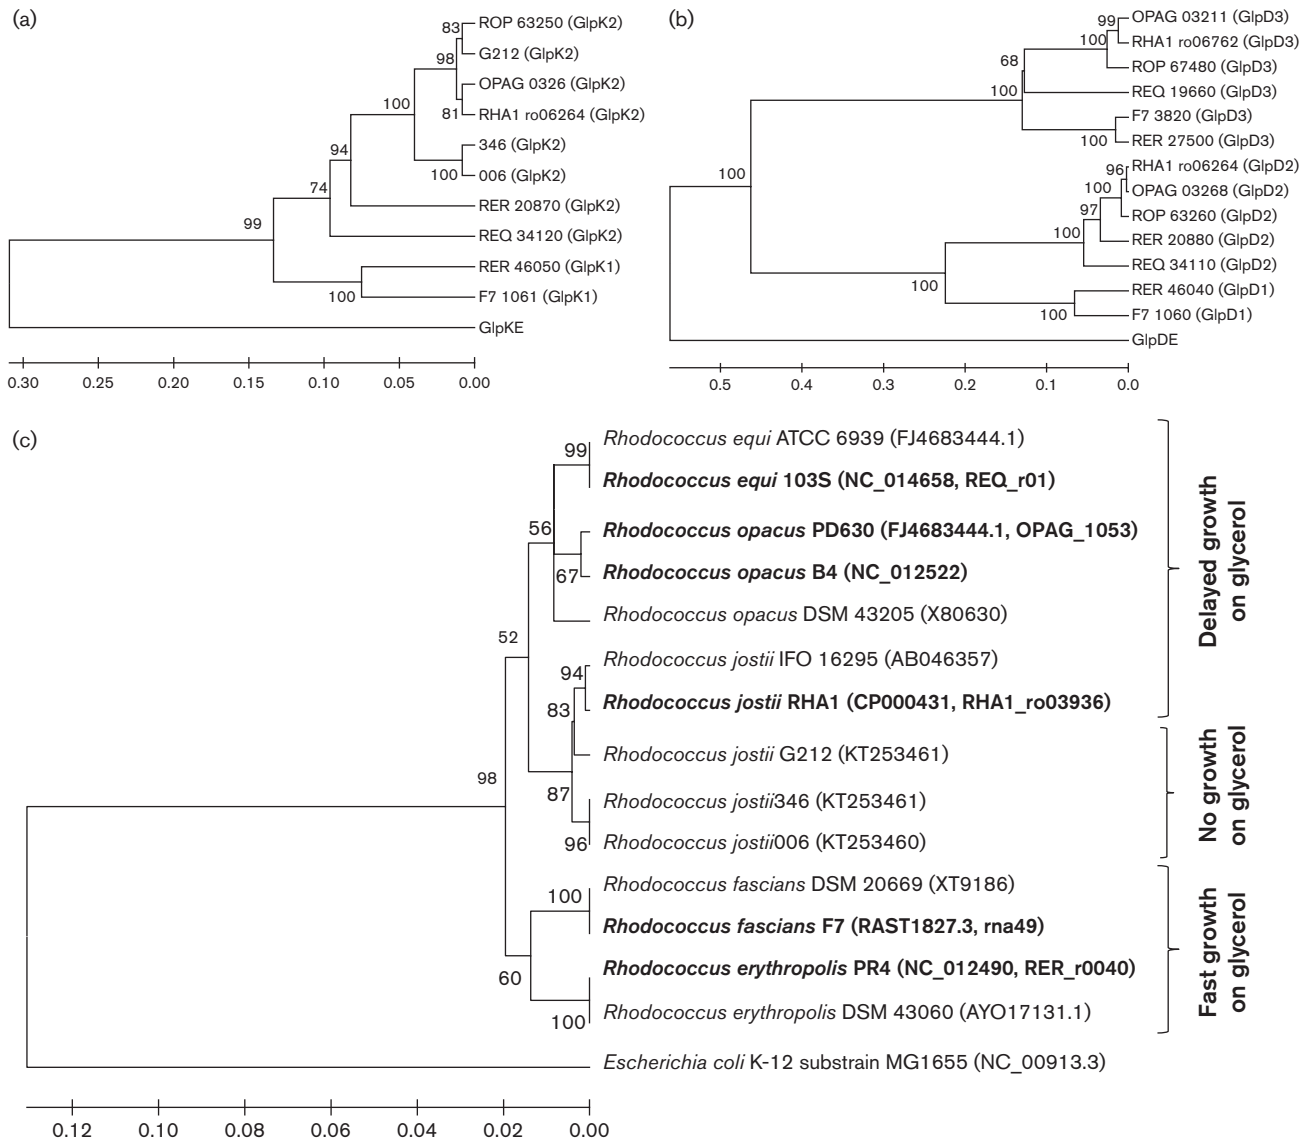 (a)
83
ROP 63250 (GlpK2)
G212 (GlpK2)
98
OPAG 0326 (GlpK2)
100
81
RHA1 ro06264 (GlpK2)
94
346 (GlpK2)
100
006 (GlpK2)
74
RER 20870 (GlpK2)
99
REQ 34120 (GlpK2)
RER 46050 (GlpK1)
100
F7 1061 (GlpK1)
GlpKE
0.30 0.25 0.20 0.15 0.10 0.05 0.00
(b)
99
OPAG 03211 (GlpD3)
100
RHA1 ro06762 (GlpD3)
68
ROP 67480 (GlpD3)
100
REQ 19660 (GlpD3)
F7 3820 (GlpD3)
100
RER 27500 (GlpD3)
100
96
RHA1 ro06264 (GlpD2)
100
OPAG 03268 (GlpD2)
97
ROP 63260 (GlpD2)
100
RER 20880 (GlpD2)
REQ 34110 (GlpD2)
100
RER 46040 (GlpD1)
100
F7 1060 (GlpD1)
GlpDE
0.5 0.4 0.3 0.2 0.1 0.0
(c)
Rhodococcus equi ATCC 6939 (FJ4683444.1)
99
Rhodococcus equi 103S (NC_014658, REQ_r01)
56
Rhodococcus opacus PD630 (FJ4683444.1, OPAG_1053)
67
Rhodococcus opacus B4 (NC_012522)
Rhodococcus opacus DSM 43205 (X80630)
52
Rhodococcus jostii IFO 16295 (AB046357)
94
Rhodococcus jostii RHA1 (CP000431, RHA1_ro03936)
83
Rhodococcus jostii G212 (KT253461)
98
87
Rhodococcus jostii346 (KT253461)
96
Rhodococcus jostii006 (KT253460)
Rhodococcus fascians DSM 20669 (XT9186)
100
Rhodococcus fascians F7 (RAST1827.3, rna49)
60
Rhodococcus erythropolis PR4 (NC_012490, RER_r0040)
100
Rhodococcus erythropolis DSM 43060 (AYO17131.1)
Escherichia coli K-12 substrain MG1655 (NC_00913.3)
Delayed growth
on glycerol
No growth
on glycerol
Fast growth
on glycerol
0.12 0.10 0.08 0.06 0.04 0.02 0.00